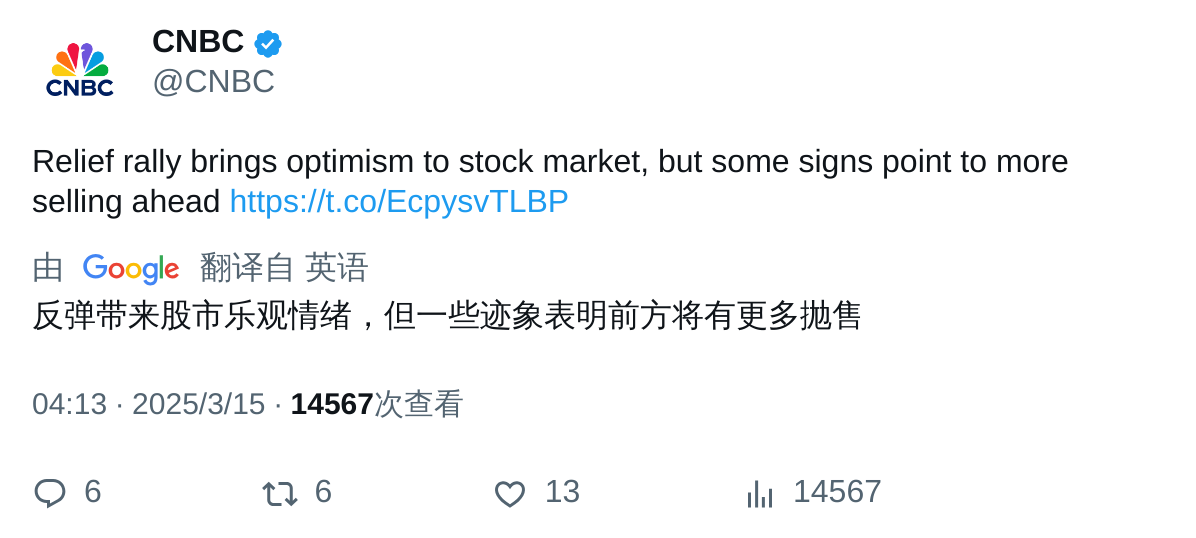 CNBC
@CNBC
CNBC
Relief rally brings optimism to stock market, but some signs point to more
selling ahead https://t.co/EcpysvTLBP
由 Google 翻译自 英语
反弹带来股市乐观情绪，但一些迹象表明前方将有更多抛售
04:13 · 2025/3/15 · 14567次查看
6 6 13 14567